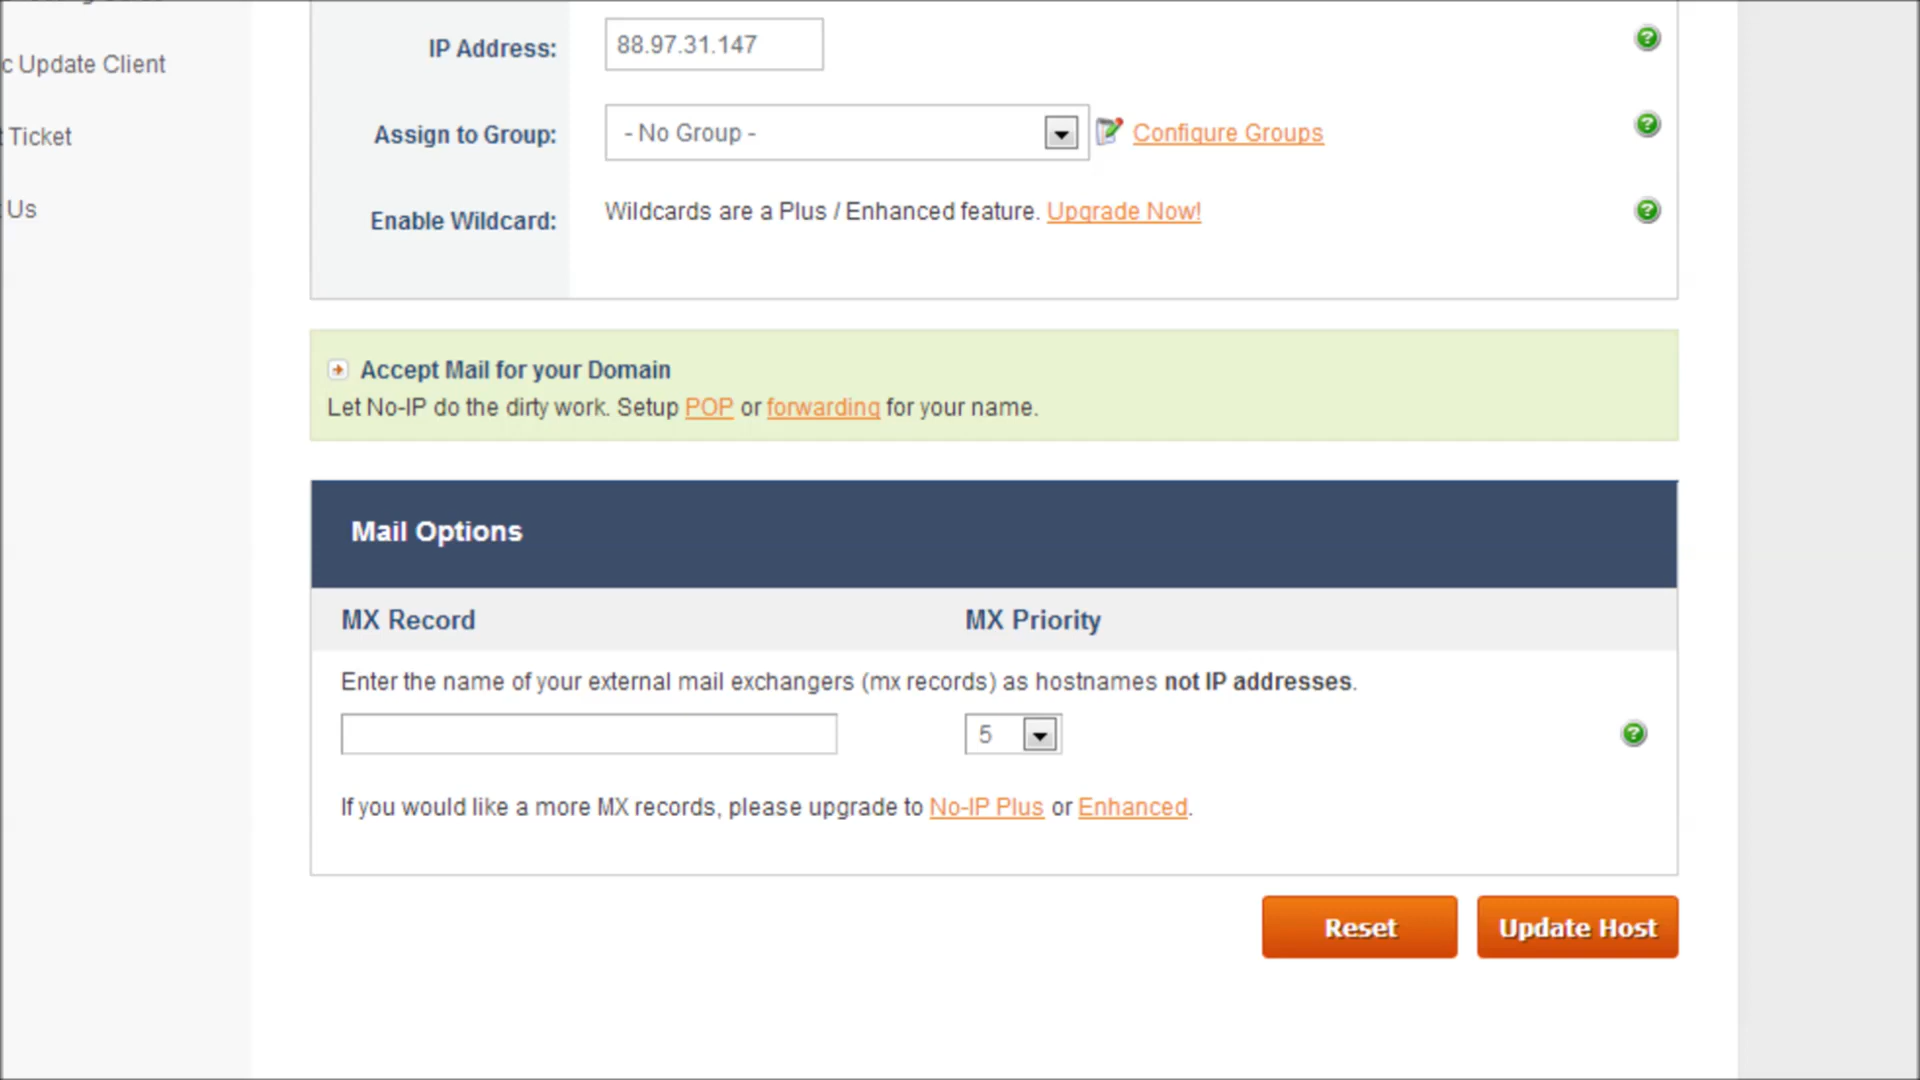 c Update Client
Ticket
Us
IP Address: 88.97.31.147
Assign to Group: - No Group - Configure Groups
Enable Wildcard: Wildcards are a Plus / Enhanced feature. Upgrade Now!
Accept Mail for your Domain
Let No-IP do the dirty work. Setup POP or forwarding for your name.
Mail Options
MX Record MX Priority
Enter the name of your external mail exchangers (mx records) as hostnames not IP addresses.
5
If you would like a more MX records, please upgrade to No-IP Plus or Enhanced.
Reset Update Host